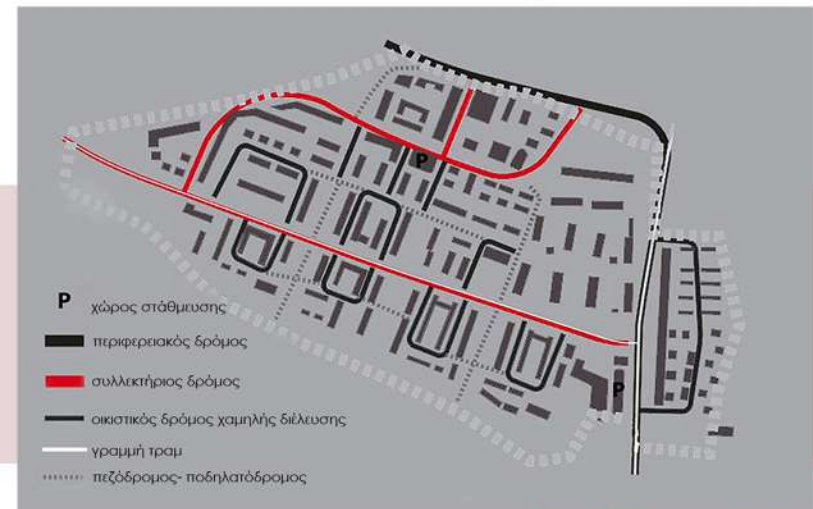 P
P
P χώρος στάθμευσης
περιφερειακός δρόμος
συλλεκτήριος δρόμος
οικιστικός δρόμος χαμηλής διέλευσης
γραμμή τραμ
πεζόδρομος- ποδηλατόδρομος